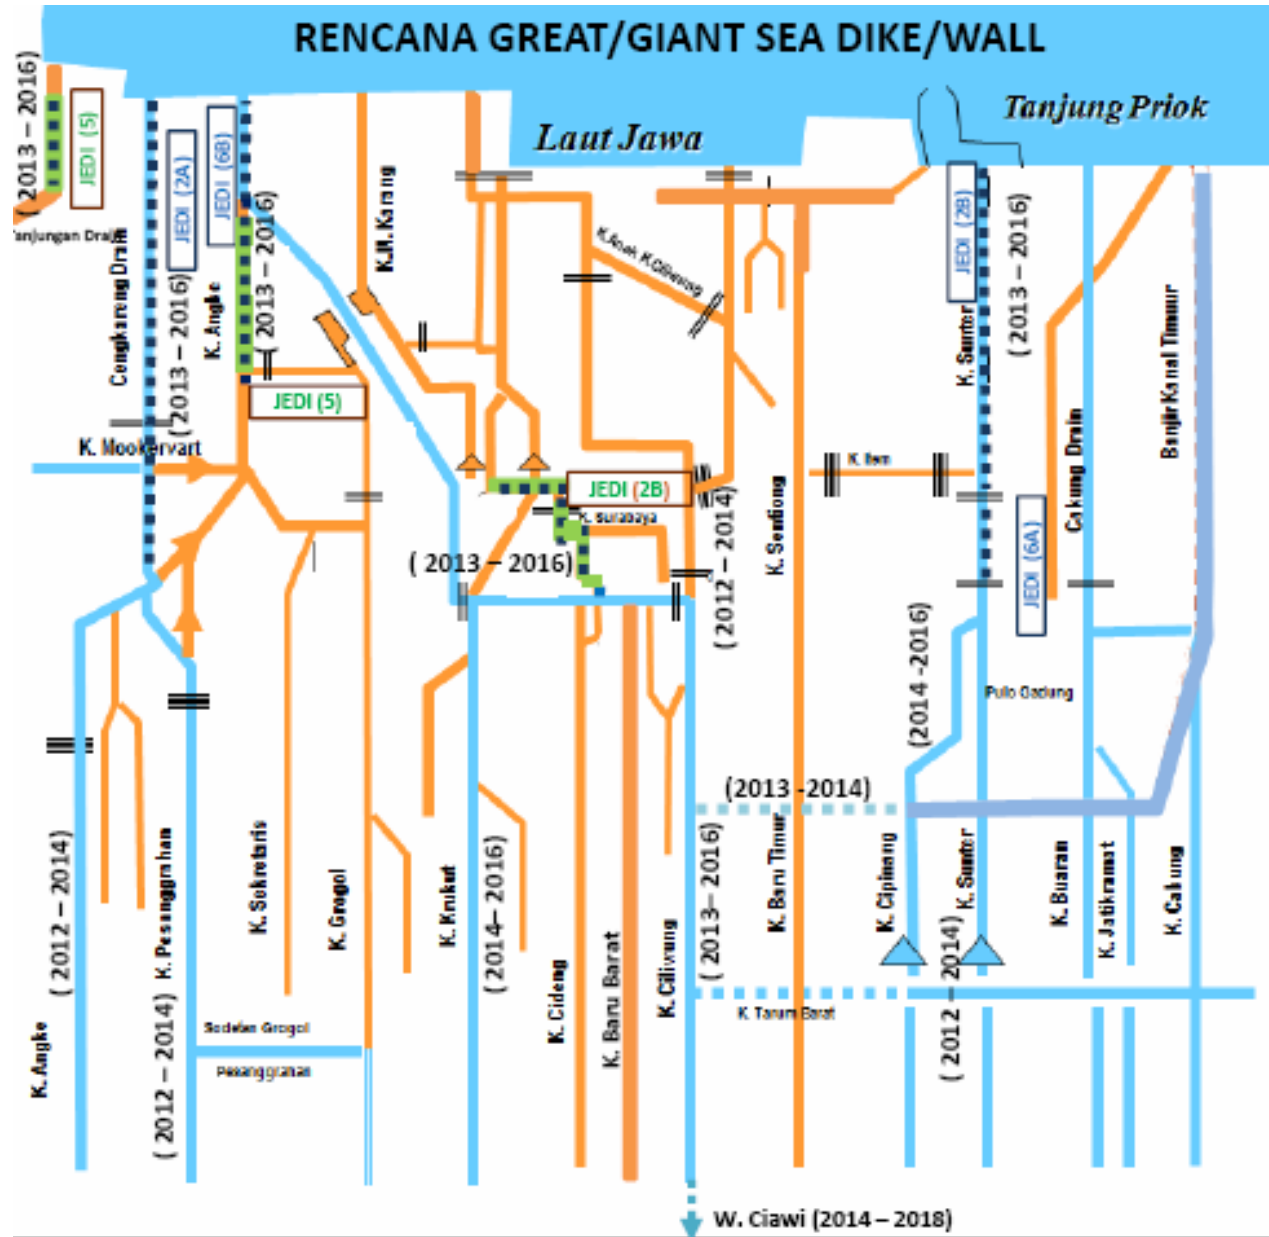 RENCANA GREAT/GIANT SEA DIKE/WALL
Tanjung Priok
Laut Jawa
(2013 – 2016)
JEDI (5)
JEDI (2A)
JEDI (6B)
Cengkareng Drain
(2013 – 2016)
K. Angke
(2013 – 2016)
K.M. Karang
K.Anak K.Ciliwung
JEDI (2B)
K. Sunter
(2013 – 2016)
Cakung Drain
Banjir Kanal Timur
JEDI (5)
K. Mookervart
JEDI (2B)
K. Surabaya
( 2013 – 2016)
(2012 – 2014)
K. Sentiong
K. Item
JEDI (6A)
(2014 -2016)
Pulo Gadung
(2013 -2014)
(2012 – 2014)
K. Angke
K. Pesanggrahan
(2012 – 2014)
K. Sekretaris
K. Grogol
Sodetan Grogol
Pesanggrahan
K. Krukut
(2014– 2016)
K. Cideng
K. Baru Barat
K. Ciliwung
(2013– 2016)
K. Baru Timur
K. Tarum Barat
K. Cipinang
K. Sunter
(2012 – 2014)
K. Buaran
K. Jatikramat
K. Cakung
W. Ciawi (2014 – 2018)